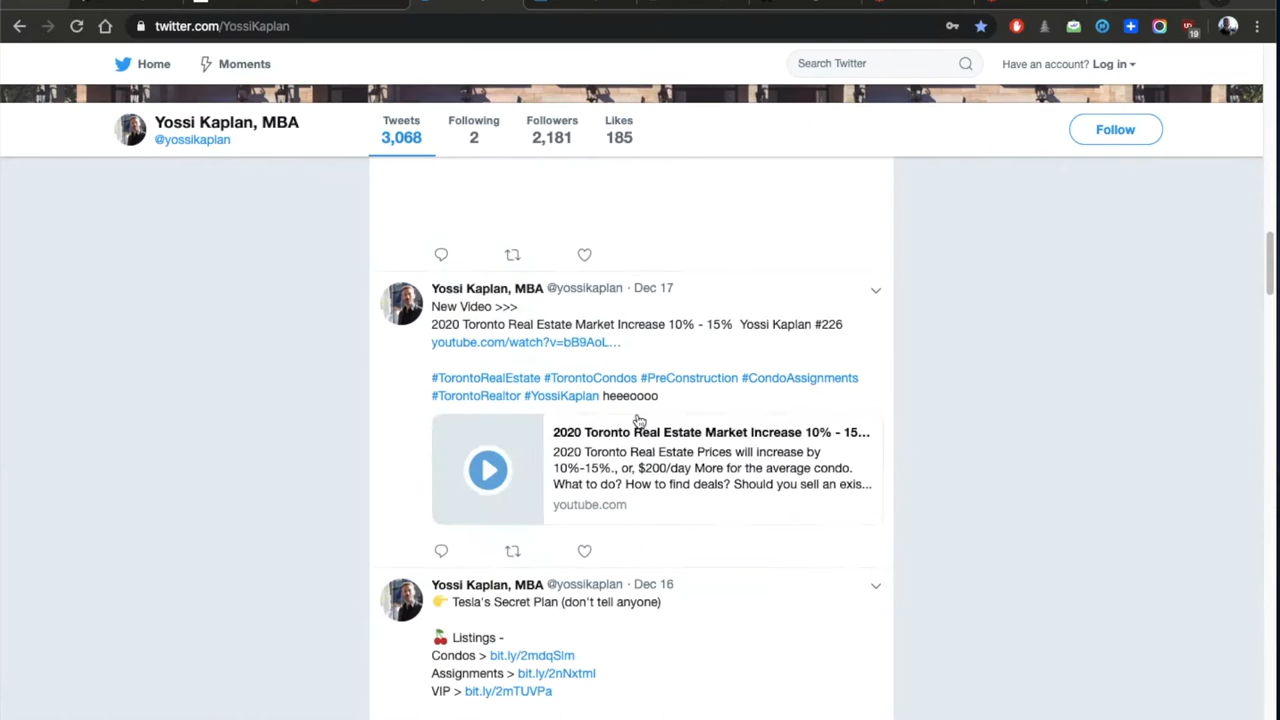 twitter.com/YossiKaplan
19
Home
Moments
Search Twitter
Have an account? Log in
Yossi Kaplan, MBA
@yossikaplan
Tweets
3,068
Following
2
Followers
2,181
Likes
185
Follow
Yossi Kaplan, MBA @yossikaplan · Dec 17
New Video >>>
2020 Toronto Real Estate Market Increase 10% - 15% Yossi Kaplan #226
youtube.com/watch?v=bB9AoL…
#TorontoRealEstate #TorontoCondos #PreConstruction #CondoAssignments
#TorontoRealtor #YossiKaplan heeeoooo
2020 Toronto Real Estate Market Increase 10% - 15...
2020 Toronto Real Estate Prices will increase by
10%-15%., or, $200/day More for the average condo.
What to do? How to find deals? Should you sell an exis...
youtube.com
Yossi Kaplan, MBA @yossikaplan · Dec 16
👉 Tesla's Secret Plan (don't tell anyone)
🍒 Listings -
Condos > bit.ly/2mdqSlm
Assignments > bit.ly/2nNxtmI
VIP > bit.ly/2mTUVPa